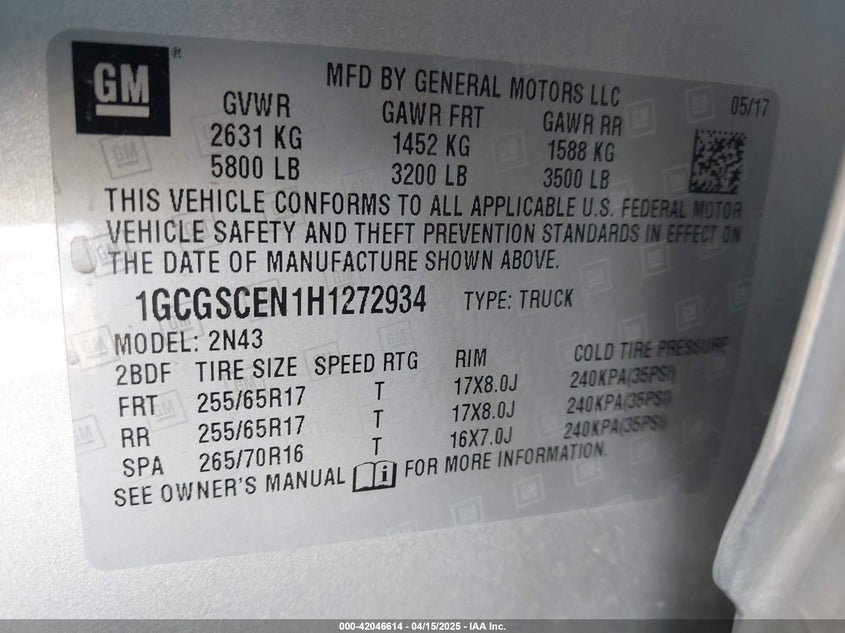 GM
MFD BY GENERAL MOTORS LLC
05/17
GVWR GAWR FRT GAWR RR
2631 KG 1452 KG 1588 KG
5800 LB 3200 LB 3500 LB
THIS VEHICLE CONFORMS TO ALL APPLICABLE U.S. FEDERAL MOTOR
VEHICLE SAFETY AND THEFT PREVENTION STANDARDS IN EFFECT ON
THE DATE OF MANUFACTURE SHOWN ABOVE.
1GCGSCEN1H1272934 TYPE: TRUCK
MODEL: 2N43
2BDF TIRE SIZE SPEED RTG RIM COLD TIRE PRESSURE
FRT 255/65R17 T 17X8.0J 240KPA(35PSI)
RR 255/65R17 T 17X8.0J 240KPA(35PSI)
SPA 265/70R16 T 16X7.0J 240KPA(35PSI)
SEE OWNER'S MANUAL FOR MORE INFORMATION.
000-42046614 - 04/15/2025 - IAA Inc.